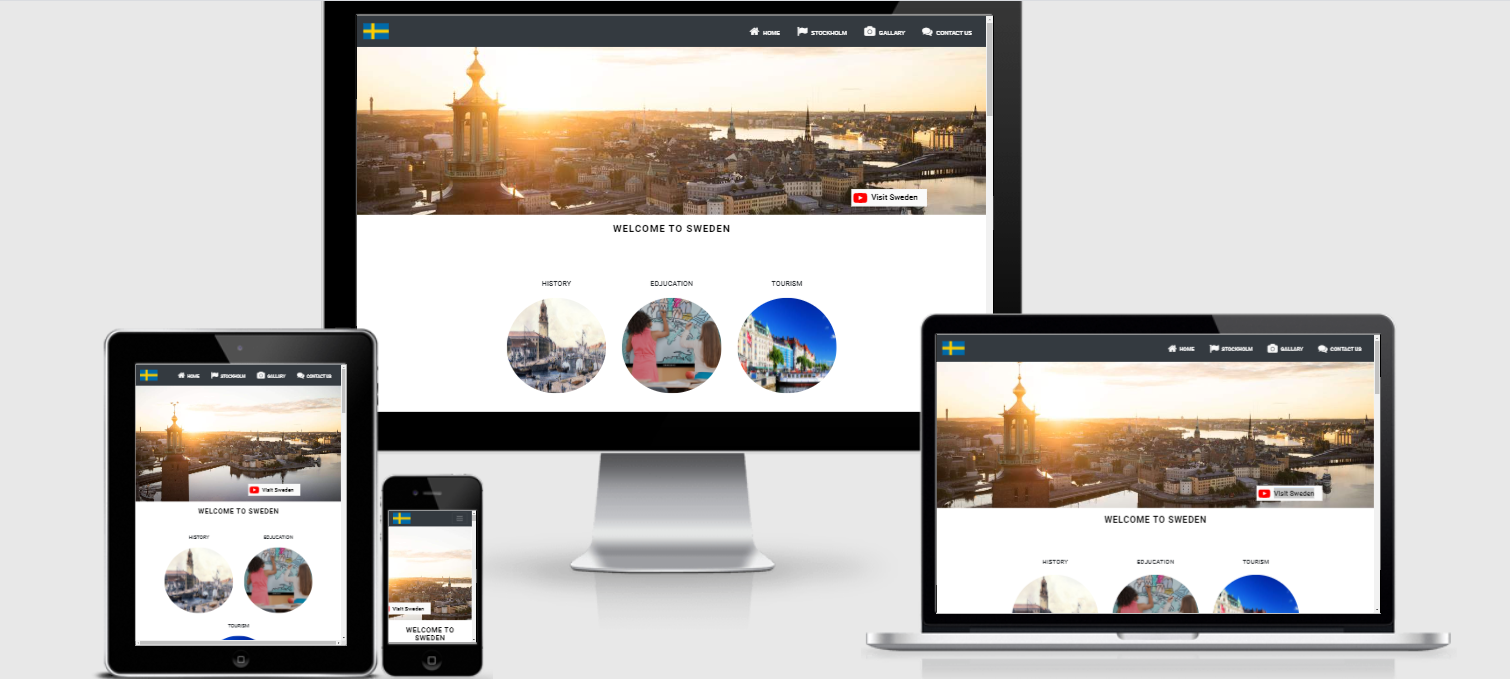 HOME STOCKHOLM GALLARY CONTACT US
Visit Sweden
WELCOME TO SWEDEN
HISTORY EDJUCATION TOURISM
HOME STOCKHOLM GALLARY CONTACT US
Visit Sweden
WELCOME TO SWEDEN
HISTORY EDJUCATION
TOURISM
Visit Sweden
WELCOME TO
SWEDEN
HOME STOCKHOLM GALLARY CONTACT US
Visit Sweden
WELCOME TO SWEDEN
HISTORY EDJUCATION TOURISM